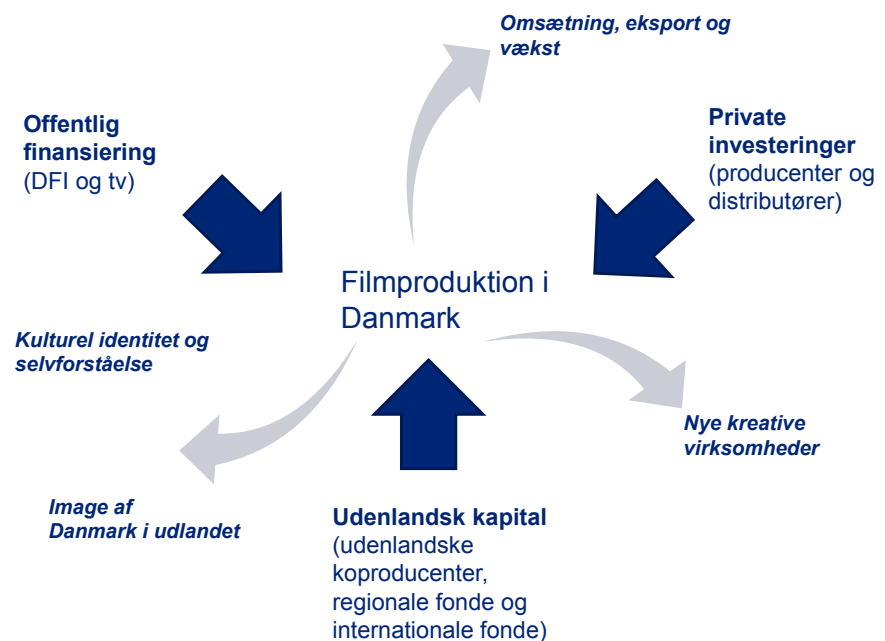 Omsætning, eksport og
vækst
Offentlig
finansiering
(DFI og tv)
Private
investeringer
(producenter og
distributører)
Filmproduktion i
Danmark
Kulturel identitet og
selvforståelse
Nye kreative
virksomheder
Image af
Danmark i udlandet
Udenlandsk kapital
(udenlandske
koproducenter,
regionale fonde og
internationale fonde)